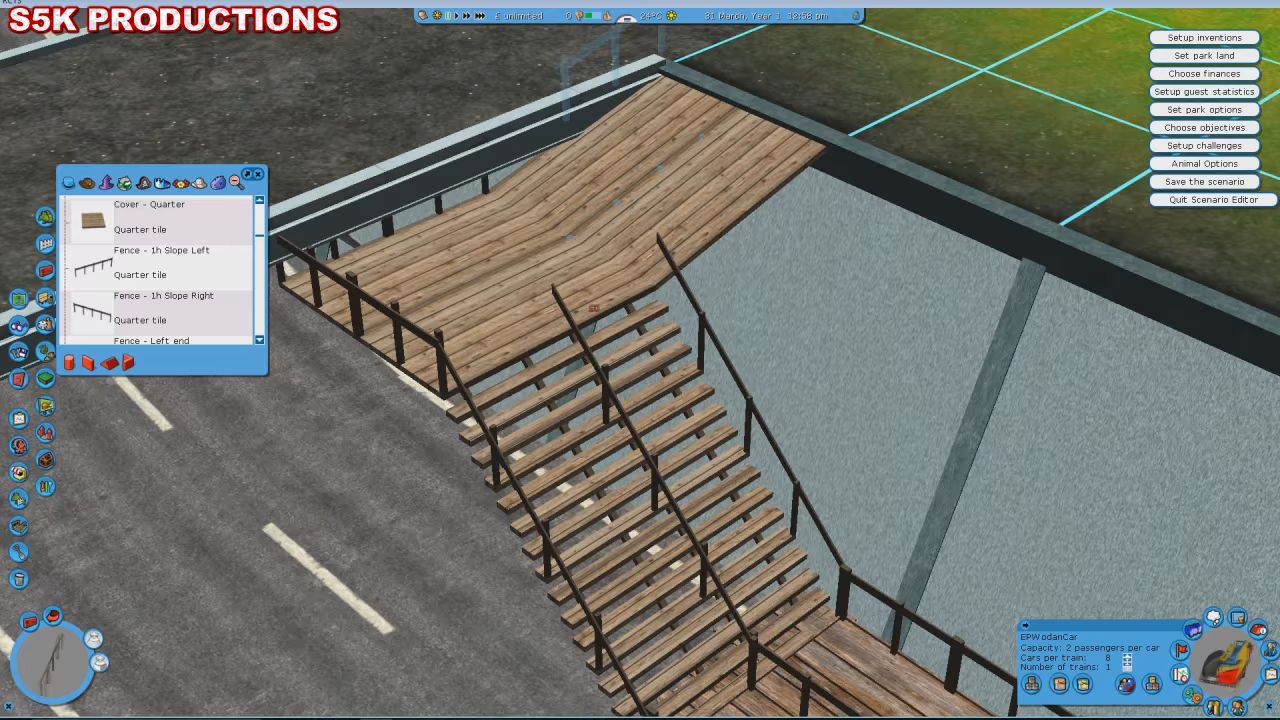 S5K PRODUCTIONS
£ unlimited
0
24°C
31 March, Year 1 12:58 pm
Setup inventions
Set park land
Choose finances
Setup guest statistics
Set park options
Choose objectives
Setup challenges
Animal Options
Save the scenario
Quit Scenario Editor
Cover - Quarter
Quarter tile
Fence - 1h Slope Left
Quarter tile
Fence - 1h Slope Right
Quarter tile
Fence - Left end
EPWodanCar
Capacity: 2 passengers per car
Cars per train: 8
Number of trains: 1